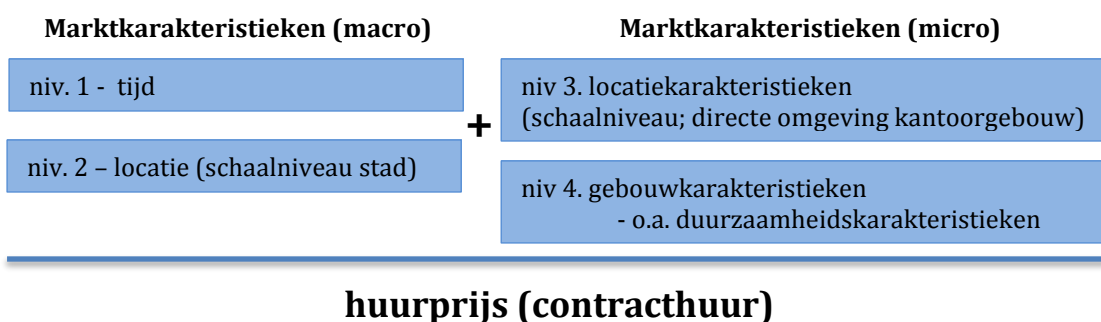 Marktkarakteristieken (macro)
niv. 1 - tijd
niv. 2 – locatie (schaalniveau stad)
+
Marktkarakteristieken (micro)
niv 3. locatiekarakteristieken
(schaalniveau; directe omgeving kantoorgebouw)
niv 4. gebouwkarakteristieken
- o.a. duurzaamheidskarakteristieken
huurprijs (contracthuur)